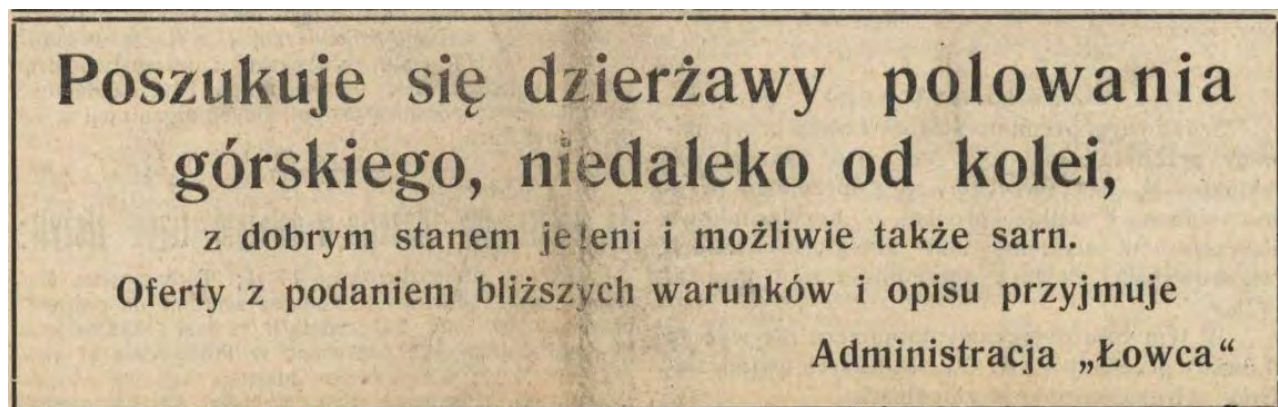 Poszukuje się dzierżawy polowania
górskiego, niedaleko od kolei,
z dobrym stanem jeleni i możliwie także sarn.
Oferty z podaniem bliższych warunków i opisu przyjmuje
Administracja „Łowca“